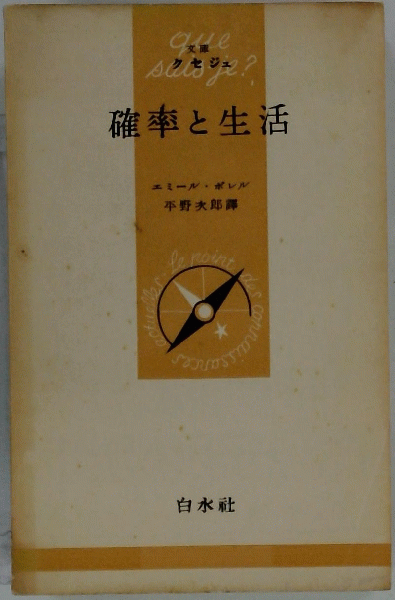 que
sais-je?
文庫
クセジュ
確率と生活
エミール・ボレル
平野次郎譯
le point des connaissances actuelles
白水社